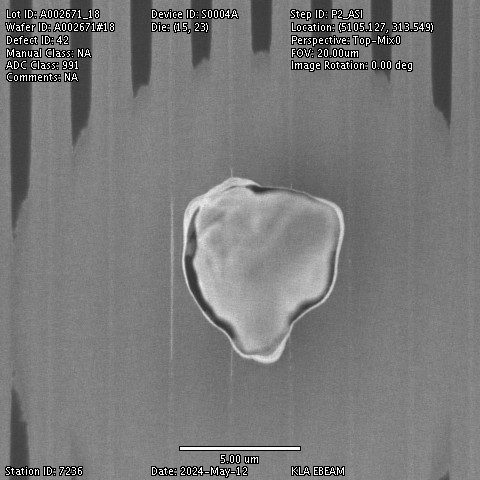 Lot ID: A002671_18
Wafer ID: A002671#18
Defect ID: 42
Manual Class: NA
ADC Class: 991
Comments: NA
Device ID: S0004A
Die: (15, 23)
Step ID: P2_ASI
Location: (5105.127, 313.549)
Perspective: Top-Mix0
FOV: 20.00um
Image Rotation: 0.00 deg
5.00 um
Station ID: 7236
Date: 2024-May-12
KLA EBEAM